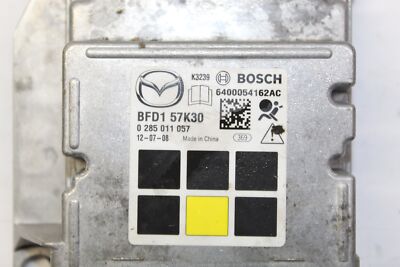 K3239
BOSCH
6400054162AC
BFD1 57K30
0 285 011 057
12-07-08 Made in China